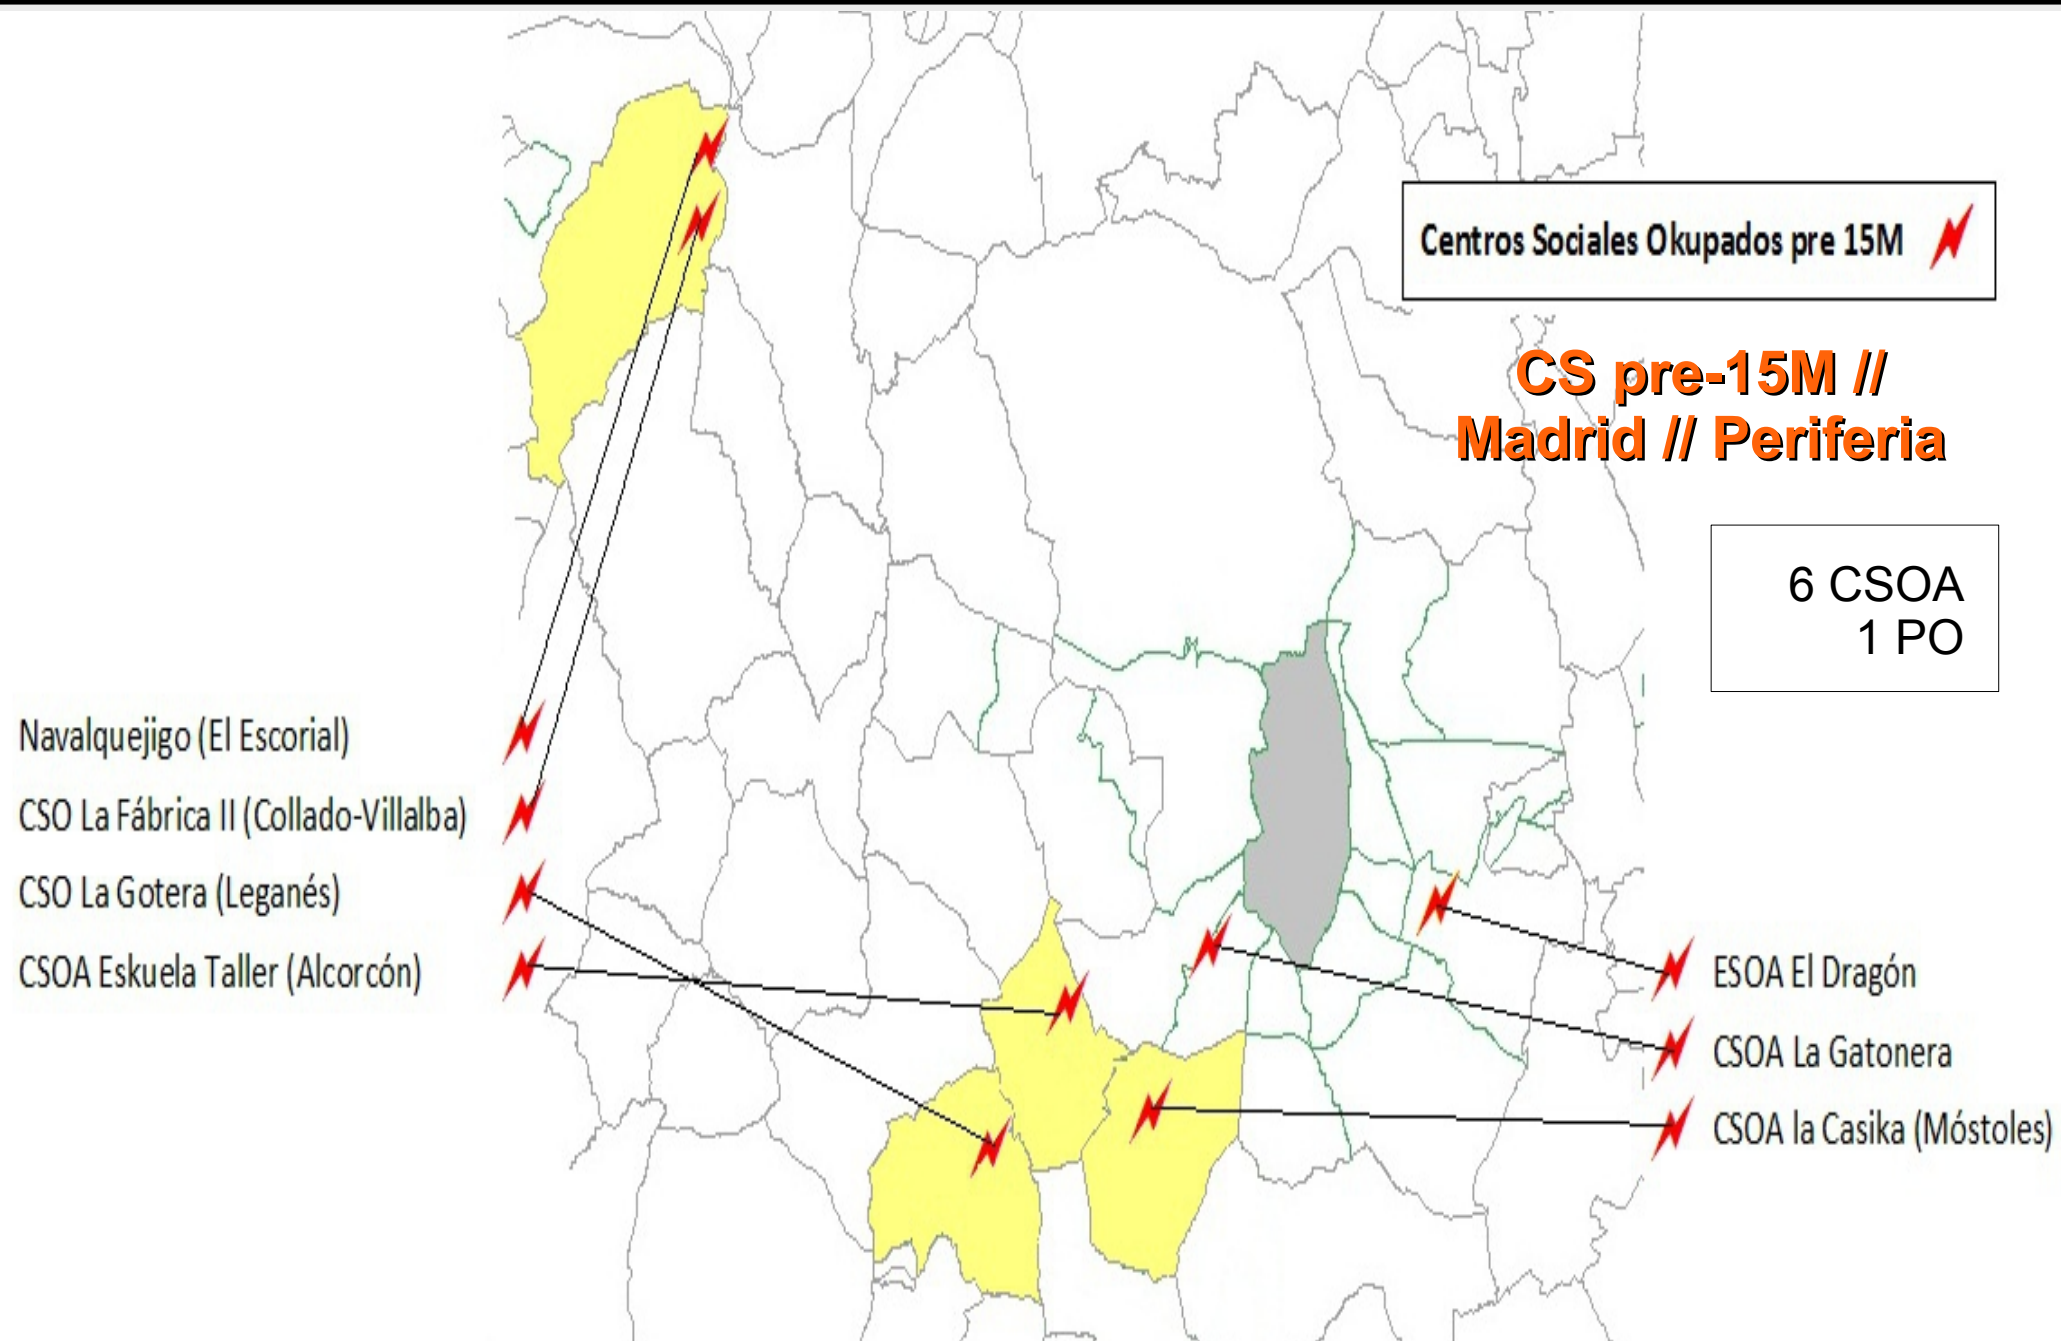 Centros Sociales Okupados pre 15M
CS pre-15M //
Madrid // Periferia
6 CSOA
1 PO
Navalquejigo (El Escorial)
CSO La Fábrica II (Collado-Villalba)
CSO La Gotera (Leganés)
CSOA Eskuela Taller (Alcorcón)
ESOA El Dragón
CSOA La Gatonera
CSOA la Casika (Móstoles)